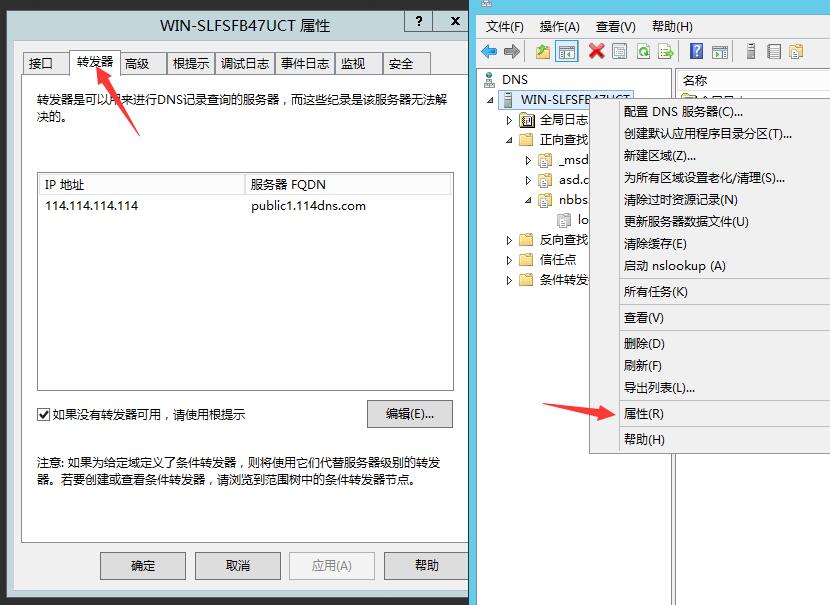 WIN-SLFSFB47UCT 属性
?
x
接口 转发器 高级 根提示 调试日志 事件日志 监视 安全
转发器是可以用来进行DNS记录查询的服务器，而这些纪录是该服务器无法解
决的。
IP 地址 服务器 FQDN
114.114.114.114 public1.114dns.com
如果没有转发器可用，请使用根提示
编辑(E)...
注意: 如果为给定域定义了条件转发器，则将使用它们代替服务器级别的转发
器。若要创建或查看条件转发器，请浏览到范围树中的条件转发器节点。
确定 取消 应用(A) 帮助
文件(F) 操作(A) 查看(V) 帮助(H)
DNS
WIN-SLFSFB47UCT
全局日志
正向查找
_msd
asd.c
nbbs
lo
反向查找
信任点
条件转发
名称
配置 DNS 服务器(C)...
创建默认应用程序目录分区(T)...
新建区域(Z)...
为所有区域设置老化/清理(S)...
清除过时资源记录(N)
更新服务器数据文件(U)
清除缓存(E)
启动 nslookup (A)
所有任务(K)
查看(V)
删除(D)
刷新(F)
导出列表(L)...
属性(R)
帮助(H)